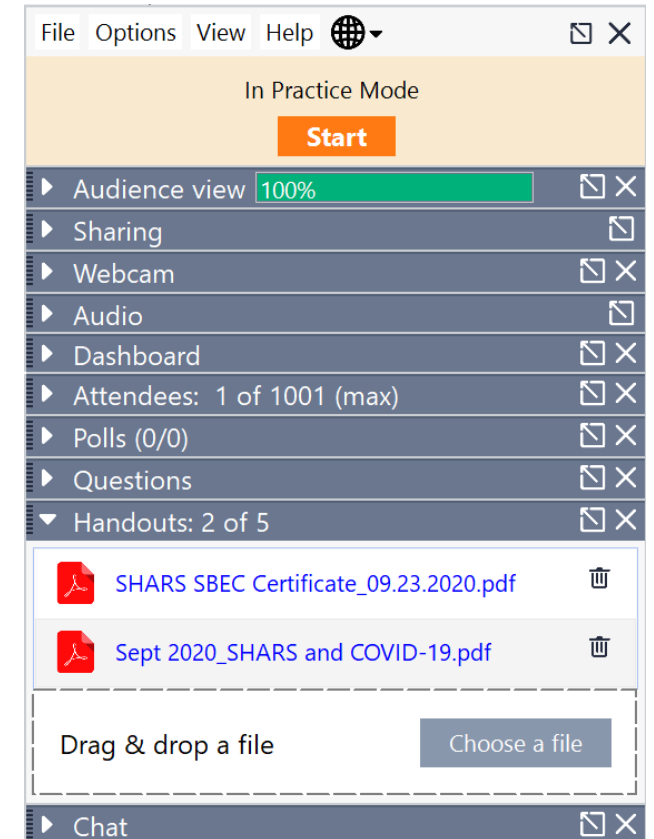 File Options View Help
In Practice Mode
Start
Audience view 100%
Sharing
Webcam
Audio
Dashboard
Attendees: 1 of 1001 (max)
Polls (0/0)
Questions
Handouts: 2 of 5
SHARS SBEC Certificate_09.23.2020.pdf
Sept 2020_SHARS and COVID-19.pdf
Drag & drop a file Choose a file
Chat